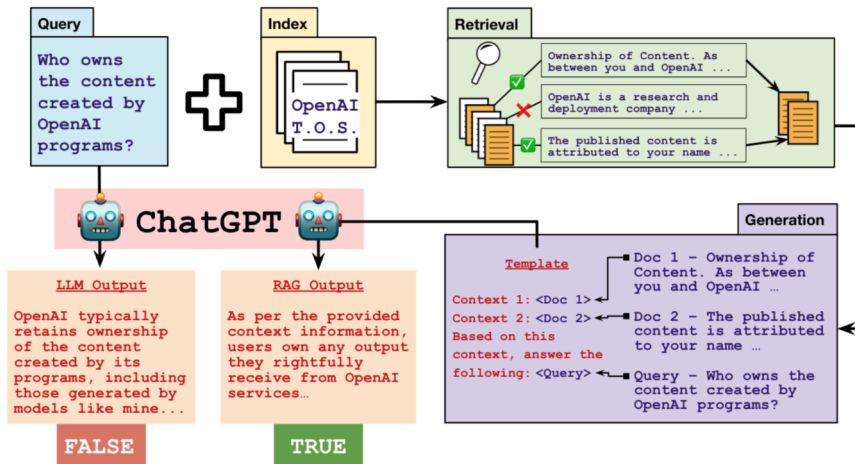 Query
Who owns
the content
created by
OpenAI
programs?
Index
OpenAI
T.O.S.
Retrieval
Ownership of Content. As
between you and OpenAI ...
OpenAI is a research and
deployment company ...
The published content is
attributed to your name ...
ChatGPT
LLM Output
OpenAI typically
retains ownership
of the content
created by its
programs, including
those generated by
models like mine...
FALSE
RAG Output
As per the provided
context information,
users own any output
they rightfully
receive from OpenAI
services…
TRUE
Generation
Template
Context 1: <Doc 1>
Context 2: <Doc 2>
Based on this
context, answer the
following: <Query>
Doc 1 – Ownership of
Content. As between
you and OpenAI …
Doc 2 – The published
content is attributed
to your name …
Query – Who owns the
content created by
OpenAI programs?